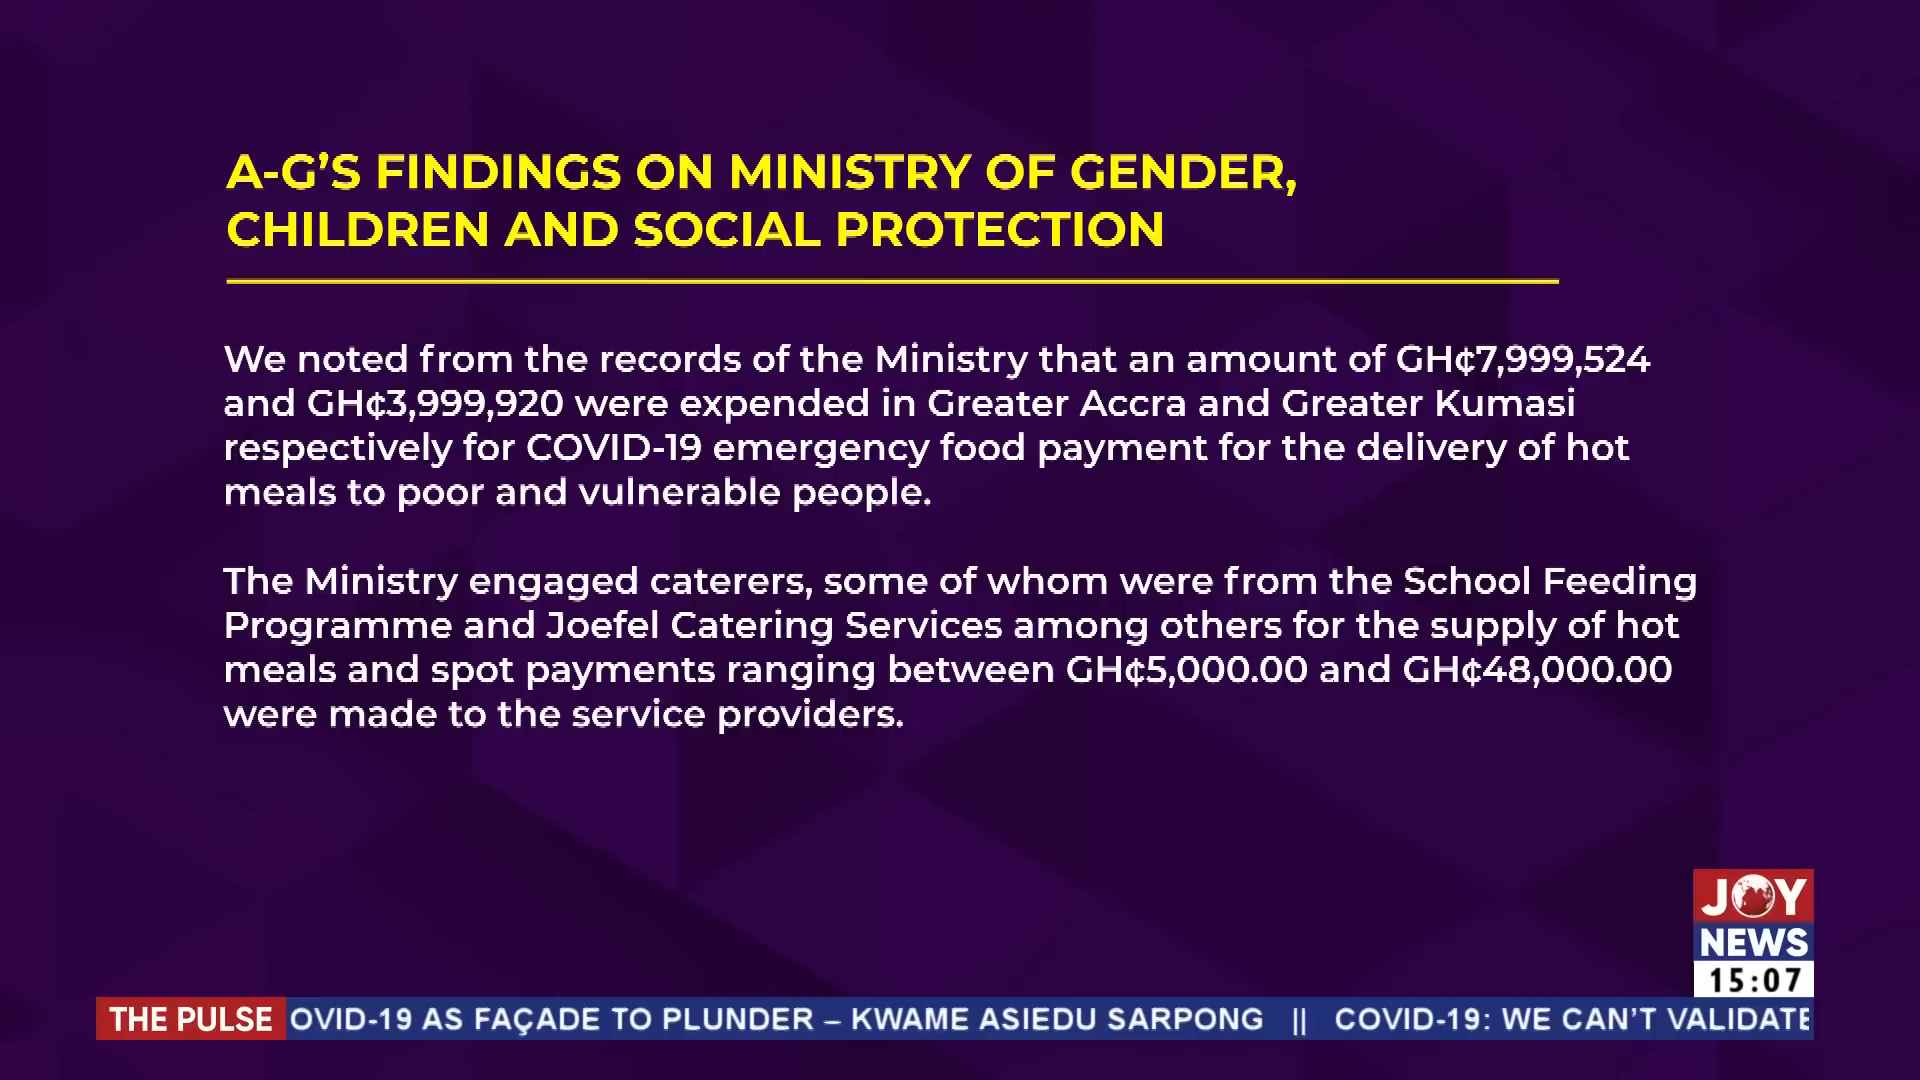 A-G'S FINDINGS ON MINISTRY OF GENDER,
CHILDREN AND SOCIAL PROTECTION
We noted from the records of the Ministry that an amount of GH¢7,999,524
and GH¢3,999,920 were expended in Greater Accra and Greater Kumasi
respectively for COVID-19 emergency food payment for the delivery of hot
meals to poor and vulnerable people.
The Ministry engaged caterers, some of whom were from the School Feeding
Programme and Joefel Catering Services among others for the supply of hot
meals and spot payments ranging between GH¢5,000.00 and GH¢48,000.00
were made to the service providers.
JOY
NEWS
15:07
THE PULSE OVID-19 AS FAÇADE TO PLUNDER – KWAME ASIEDU SARPONG || COVID-19: WE CAN'T VALIDATE